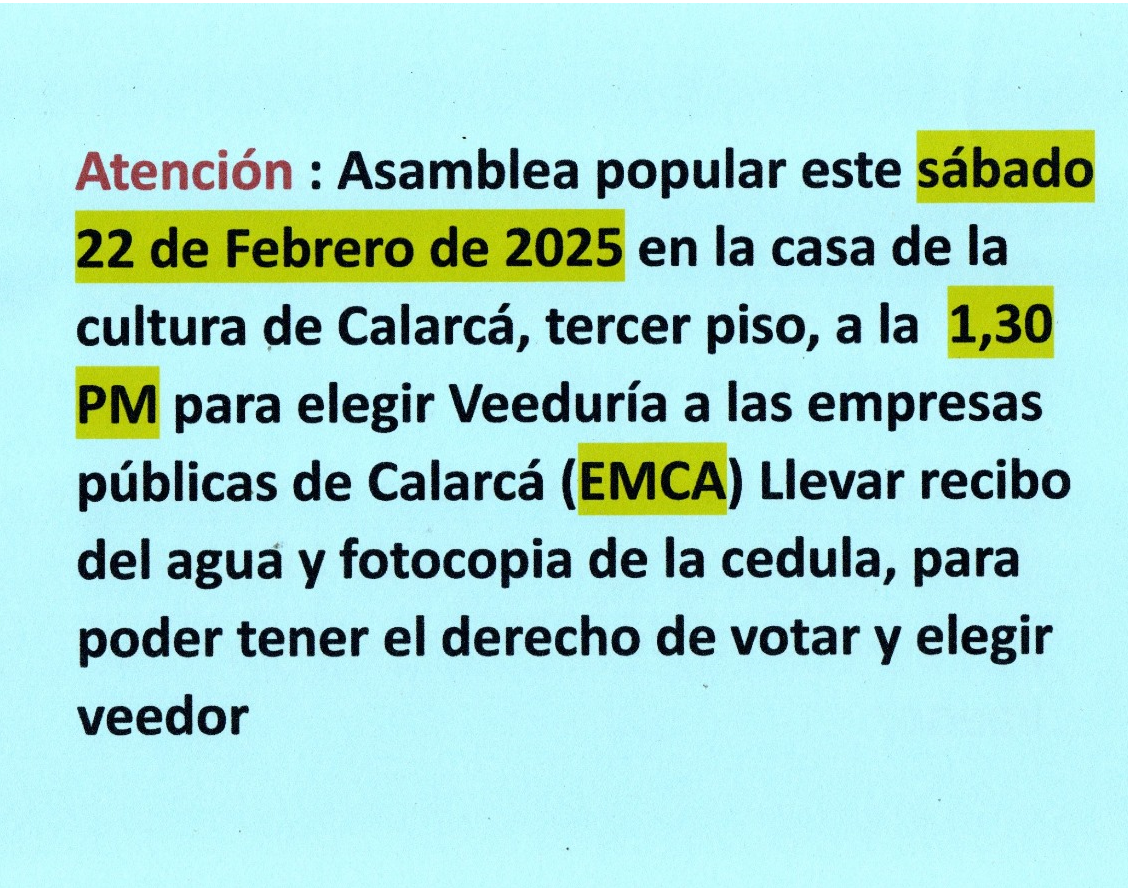 Atención : Asamblea popular este sábado
22 de Febrero de 2025 en la casa de la
cultura de Calarcá, tercer piso, a la 1,30
PM para elegir Veeduría a las empresas
públicas de Calarcá (EMCA) Llevar recibo
del agua y fotocopia de la cedula, para
poder tener el derecho de votar y elegir
veedor